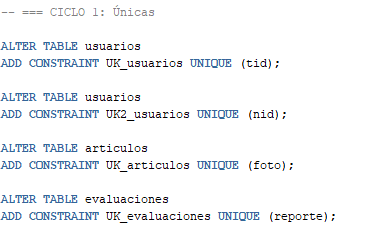 -- === CICLO 1: Únicas
ALTER TABLE usuarios
ADD CONSTRAINT UK_usuarios UNIQUE (tid);
ALTER TABLE usuarios
ADD CONSTRAINT UK2_usuarios UNIQUE (nid);
ALTER TABLE articulos
ADD CONSTRAINT UK_articulos UNIQUE (foto);
ALTER TABLE evaluaciones
ADD CONSTRAINT UK_evaluaciones UNIQUE (reporte);